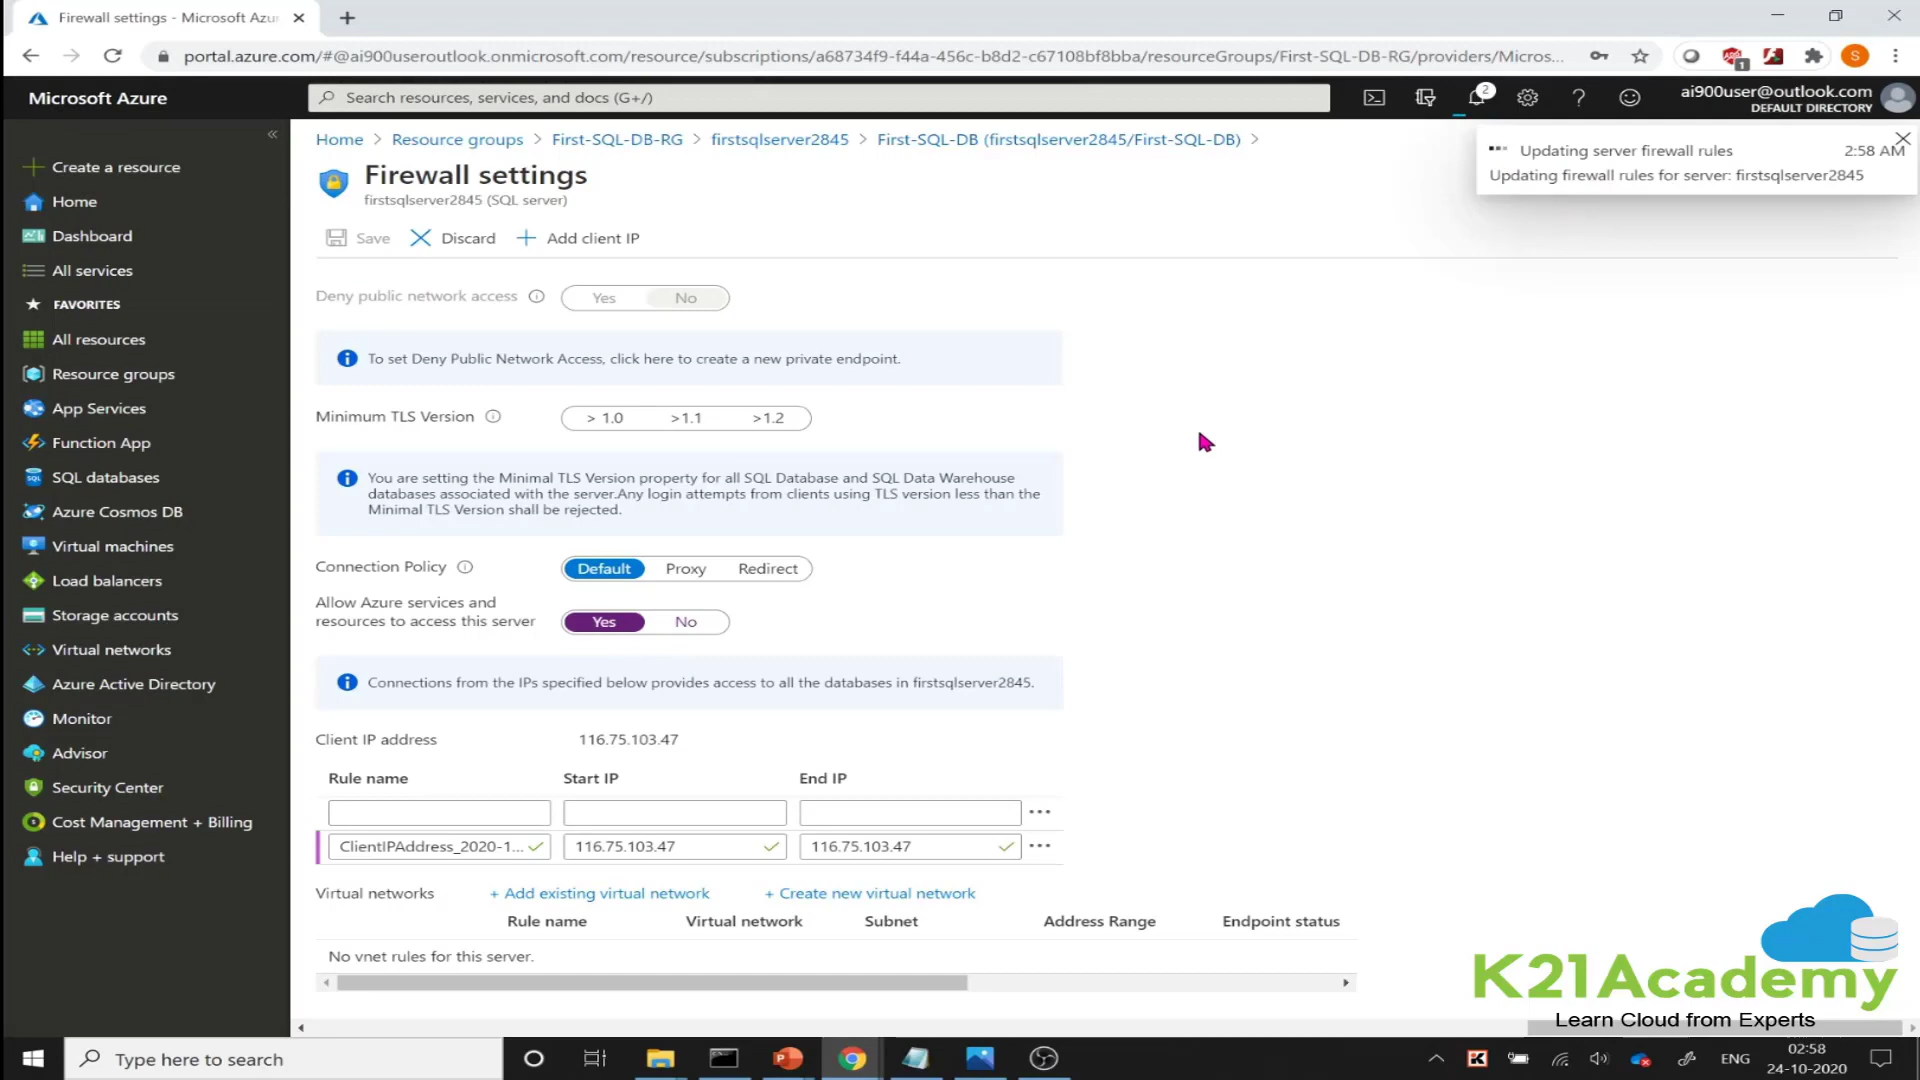 Firewall settings - Microsoft Azu
portal.azure.com/#@ai900useroutlook.onmicrosoft.com/resource/subscriptions/a68734f9-f44a-456c-b8d2-c67108bf8bba/resourceGroups/First-SQL-DB-RG/providers/Micros...
1
S
Microsoft Azure
Search resources, services, and docs (G+/)
2
ai900user@outlook.com
DEFAULT DIRECTORY
Home > Resource groups > First-SQL-DB-RG > firstsqlserver2845 > First-SQL-DB (firstsqlserver2845/First-SQL-DB) >
Updating server firewall rules 2:58 AM
Updating firewall rules for server: firstsqlserver2845
Create a resource
Home
Dashboard
All services
FAVORITES
All resources
Resource groups
App Services
Function App
SQL databases
Azure Cosmos DB
Virtual machines
Load balancers
Storage accounts
Virtual networks
Azure Active Directory
Monitor
Advisor
Security Center
Cost Management + Billing
Help + support
Firewall settings
firstsqlserver2845 (SQL server)
Save Discard Add client IP
Deny public network access Yes No
To set Deny Public Network Access, click here to create a new private endpoint.
Minimum TLS Version > 1.0 >1.1 >1.2
You are setting the Minimal TLS Version property for all SQL Database and SQL Data Warehouse
databases associated with the server.Any login attempts from clients using TLS version less than the
Minimal TLS Version shall be rejected.
Connection Policy Default Proxy Redirect
Allow Azure services and
resources to access this server Yes No
Connections from the IPs specified below provides access to all the databases in firstsqlserver2845.
Client IP address 116.75.103.47
Rule name Start IP End IP
ClientIPAddress_2020-1... 116.75.103.47 116.75.103.47
Virtual networks + Add existing virtual network + Create new virtual network
Rule name Virtual network Subnet Address Range Endpoint status
No vnet rules for this server.
K21Academy
Learn Cloud from Experts
Type here to search
ENG
02:58
24-10-2020